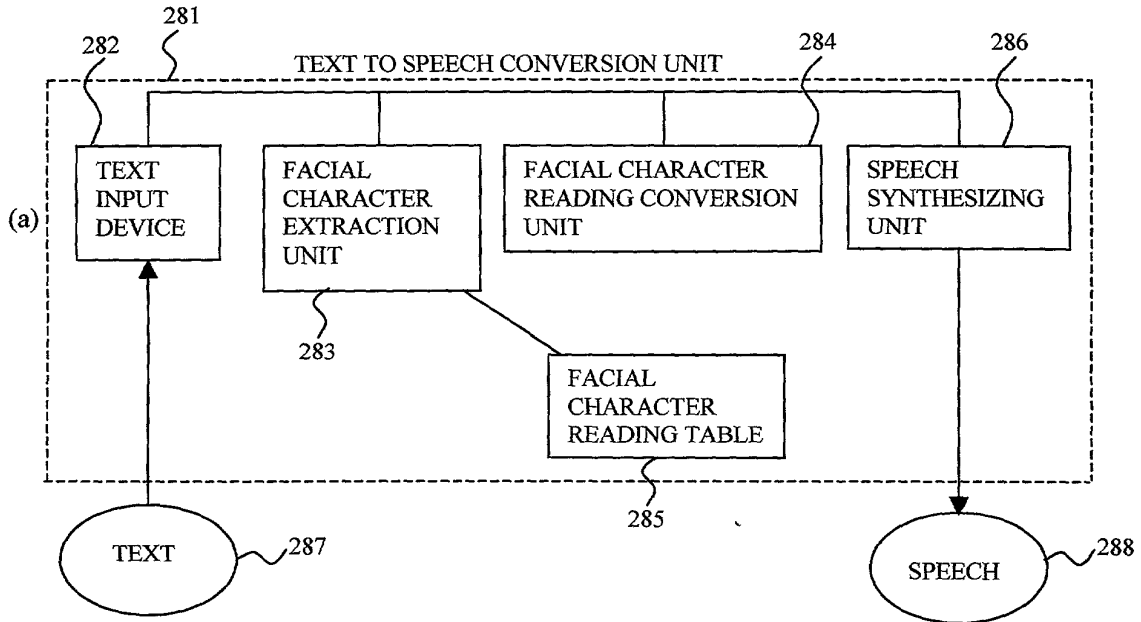 281
282
284
286
TEXT TO SPEECH CONVERSION UNIT
(a)
TEXT
INPUT
DEVICE
FACIAL
CHARACTER
EXTRACTION
UNIT
FACIAL CHARACTER
READING CONVERSION
UNIT
SPEECH
SYNTHESIZING
UNIT
283
FACIAL
CHARACTER
READING TABLE
285
TEXT
287
SPEECH
288